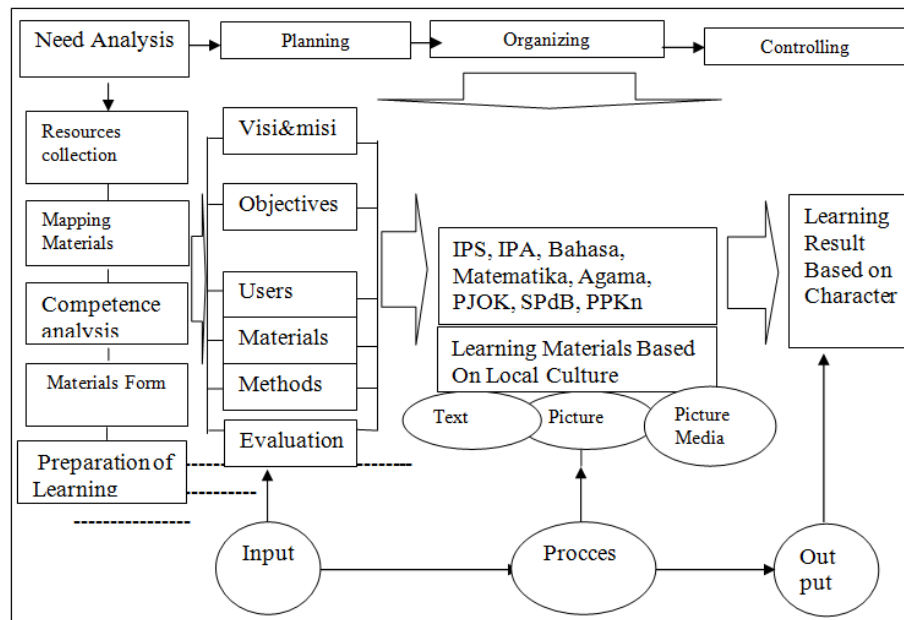 Need Analysis
Planning
Organizing
Controlling
Resources
collection
Mapping
Materials
Competence
analysis
Materials Form
Preparation of
Learning
Visi&misi
Objectives
Users
Materials
Methods
Evaluation
IPS, IPA, Bahasa,
Matematika, Agama,
PJOK, SPdB, PPKn
Learning Materials Based
On Local Culture
Text
Picture
Picture
Media
Learning
Result
Based on
Character
Input
Procces
Out
put